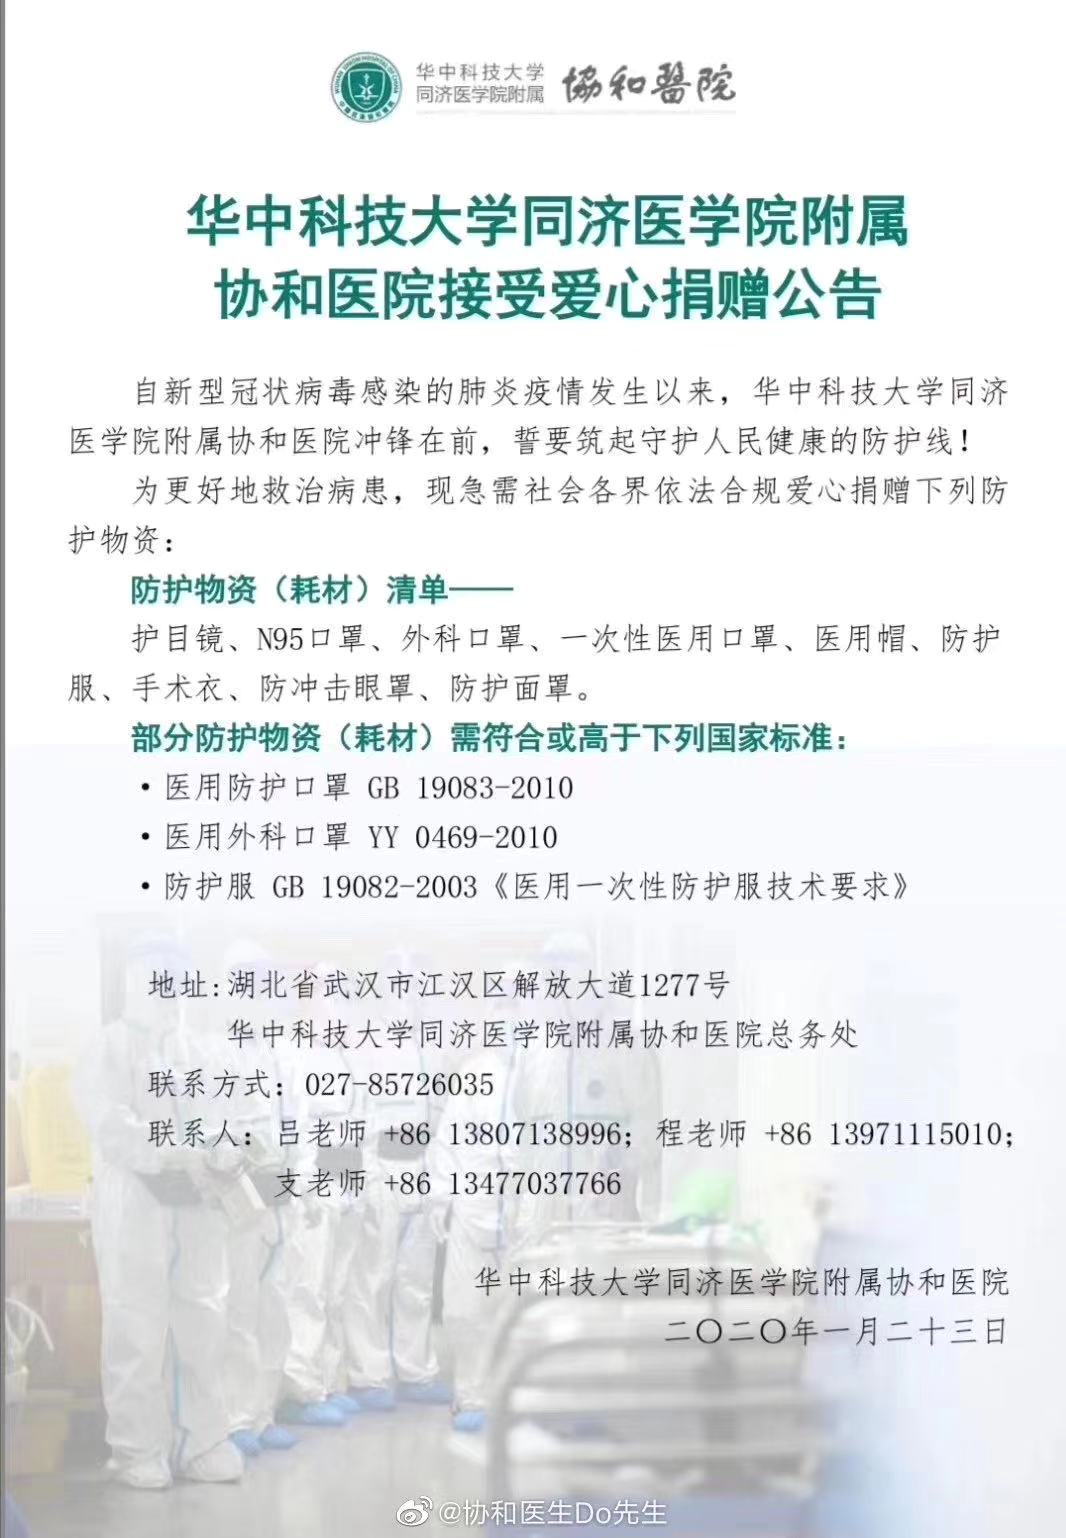 华中科技大学
同济医学院附属
協和醫院
华中科技大学同济医学院附属
协和医院接受爱心捐赠公告
自新型冠状病毒感染的肺炎疫情发生以来，华中科技大学同济
医学院附属协和医院冲锋在前，誓要筑起守护人民健康的防护线！
为更好地救治病患，现急需社会各界依法合规爱心捐赠下列防
护物资：
防护物资（耗材）清单——
护目镜、N95口罩、外科口罩、一次性医用口罩、医用帽、防护
服、手术衣、防冲击眼罩、防护面罩。
部分防护物资（耗材）需符合或高于下列国家标准：
·医用防护口罩 GB 19083-2010
·医用外科口罩 YY 0469-2010
·防护服 GB 19082-2003《医用一次性防护服技术要求》
地址:湖北省武汉市江汉区解放大道1277号
华中科技大学同济医学院附属协和医院总务处
联系方式：027-85726035
联系人：吕老师 +86 13807138996；程老师 +86 13971115010；
支老师 +86 13477037766
华中科技大学同济医学院附属协和医院
二〇二〇年一月二十三日
@协和医生Do先生